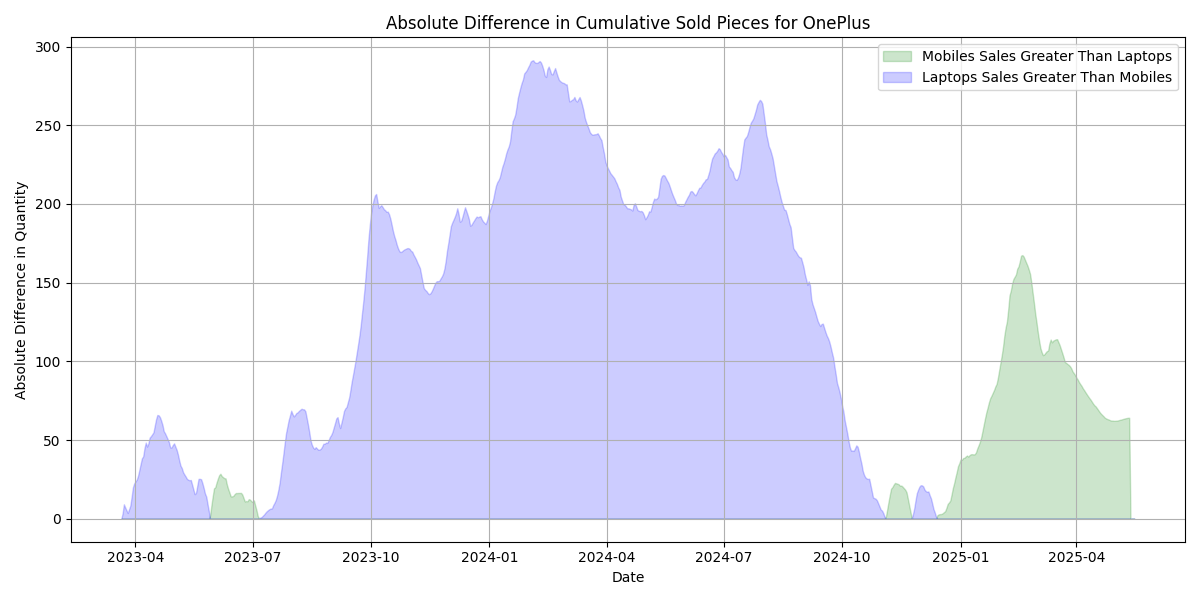 Absolute Difference in Cumulative Sold Pieces for OnePlus
Mobiles Sales Greater Than Laptops
Laptops Sales Greater Than Mobiles
Absolute Difference in Quantity
300
250
200
150
100
50
0
2023-04 2023-07 2023-10 2024-01 2024-04 2024-07 2024-10 2025-01 2025-04
Date